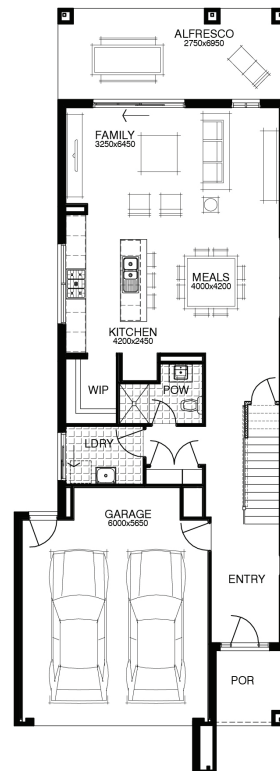 ALFRESCO
2750x6950
FAMILY
3250x6450
MEALS
4000x4200
KITCHEN
4200x2450
WIP
POW
LDRY
GARAGE
6000x5650
ENTRY
POR